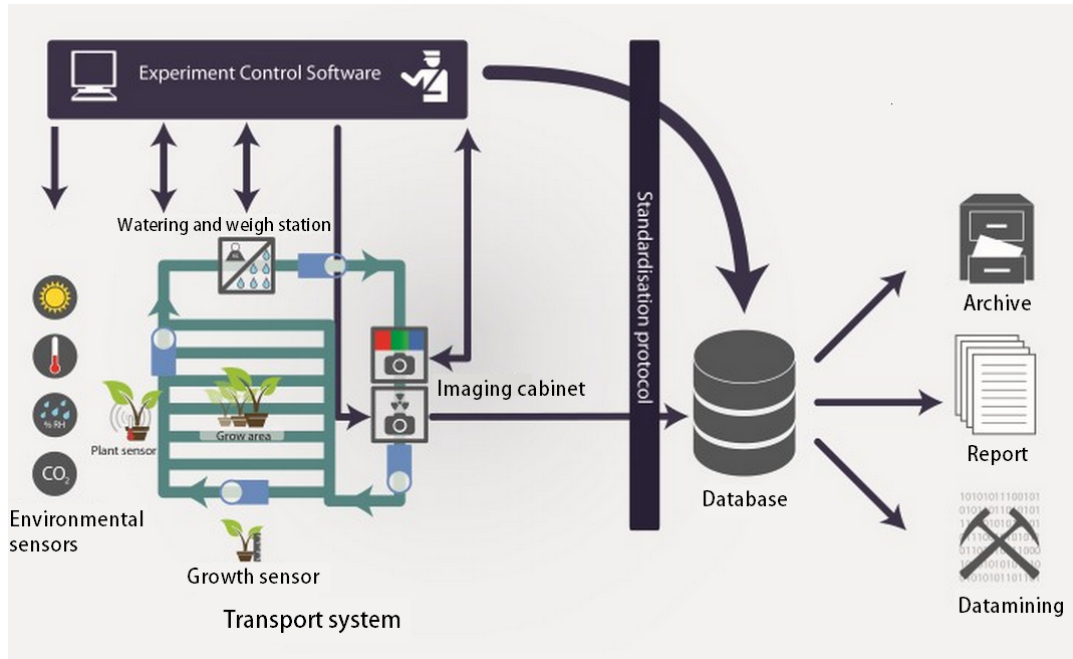 Experiment Control Software
Watering and weigh station
Standardisation protocol
Archive
% RH
Plant sensor
Grow area
Imaging cabinet
CO₂
Report
Database
Environmental
sensors
Growth sensor
Transport system
10101011100101
Datamining